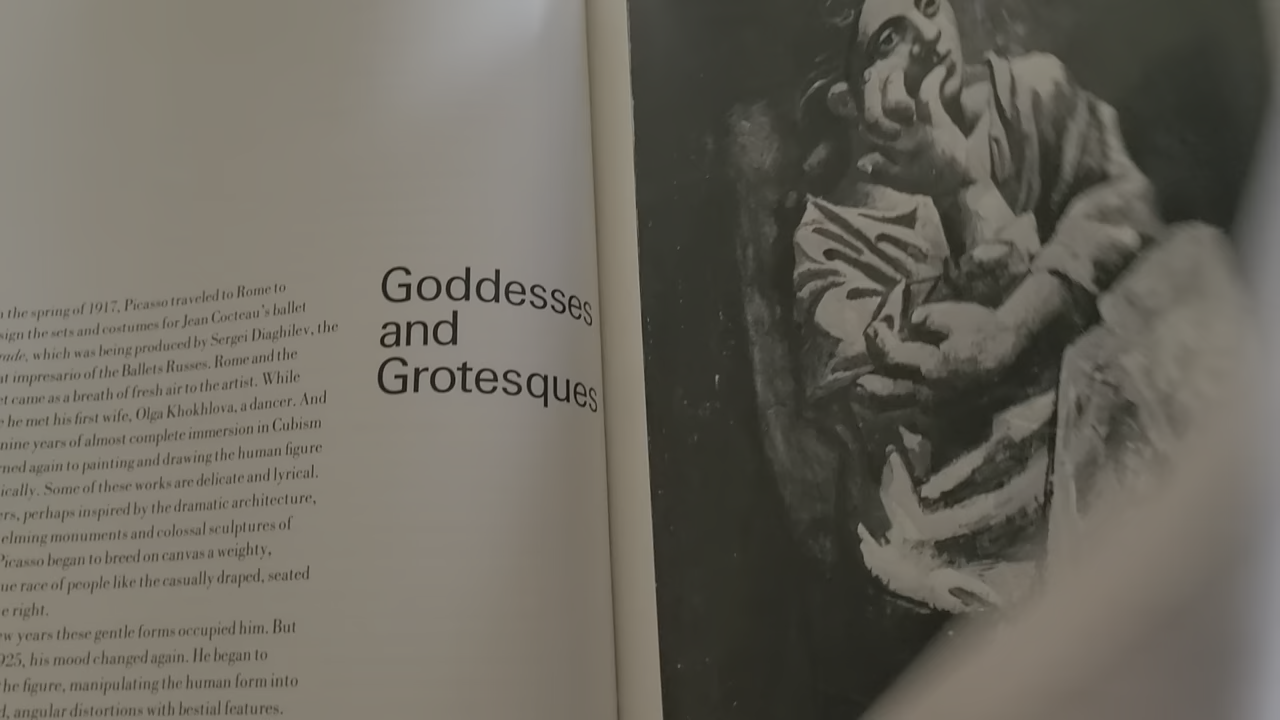 the spring of 1917, Picasso traveled to Rome to
sign the sets and costumes for Jean Cocteau's ballet
rade, which was being produced by Sergei Diaghilev, the
at impresario of the Ballets Russes. Rome and the
et came as a breath of fresh air to the artist. While
e he met his first wife, Olga Khokhlova, a dancer. And
nine years of almost complete immersion in Cubism
rned again to painting and drawing the human figure
ically. Some of these works are delicate and lyrical.
ers, perhaps inspired by the dramatic architecture,
elming monuments and colossal sculptures of
Picasso began to breed on canvas a weighty,
ue race of people like the casually draped, seated
e right.
ew years these gentle forms occupied him. But
925, his mood changed again. He began to
he figure, manipulating the human form into
d, angular distortions with bestial features.
Goddesses
and
Grotesques